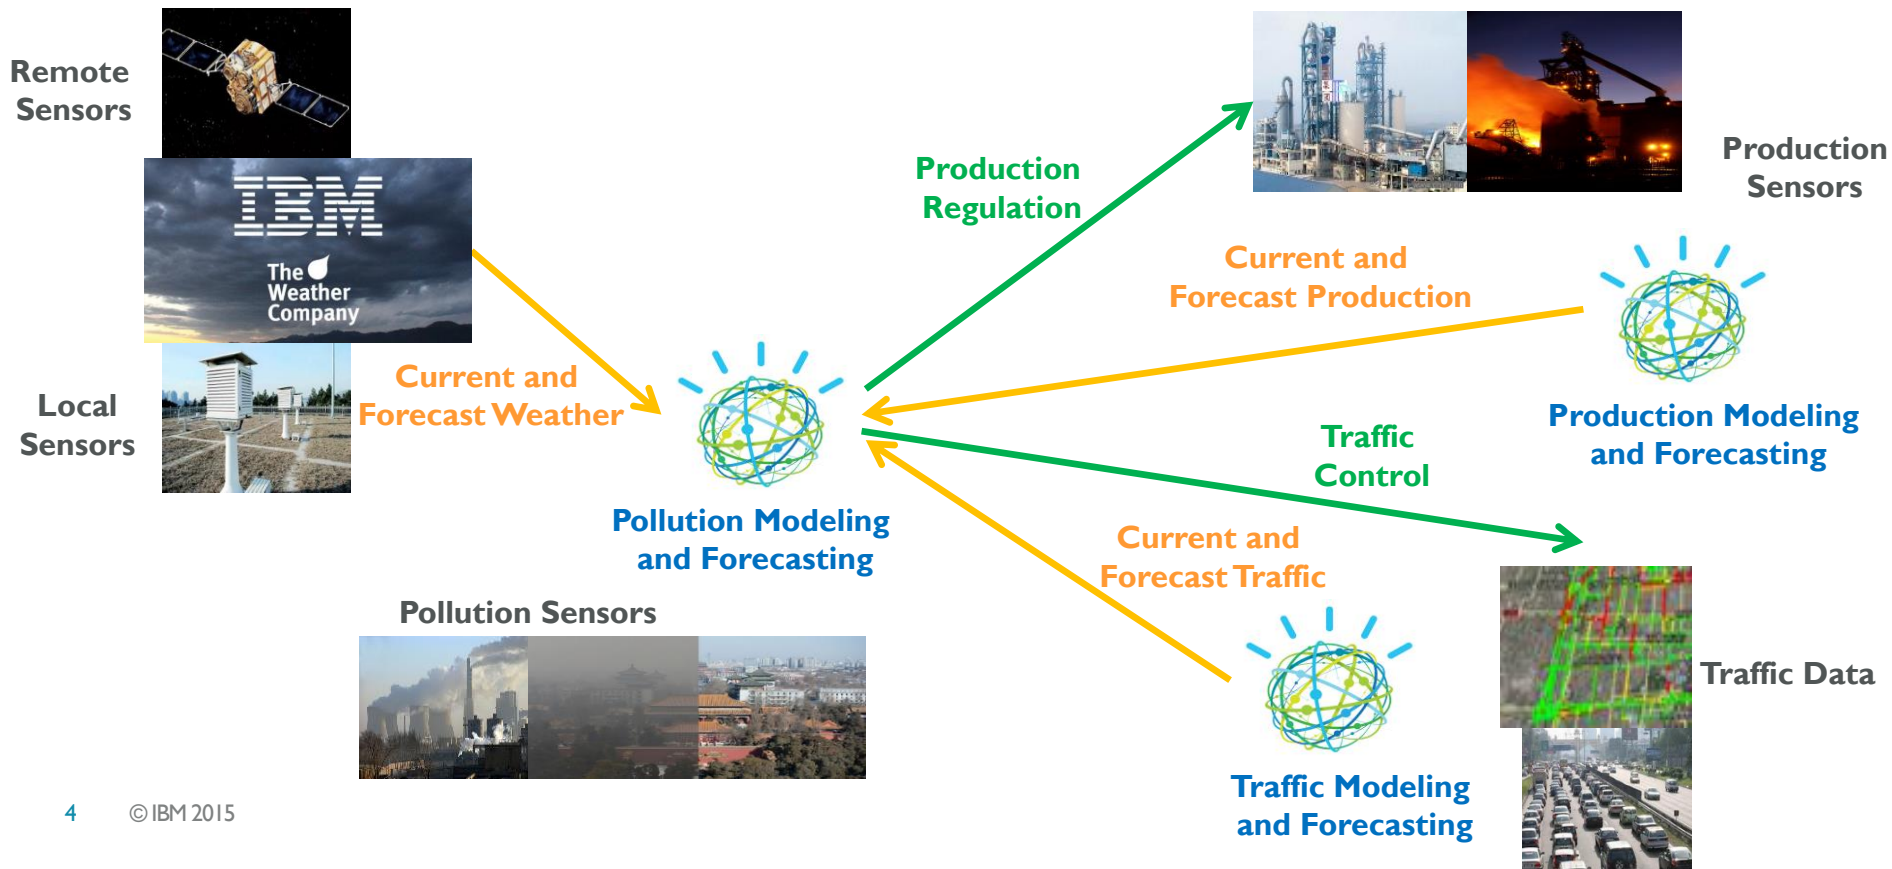 Remote
Sensors
IBM
The
Weather
Company
Local
Sensors
Current and
Forecast Weather
Pollution Modeling
and Forecasting
Pollution Sensors
Production
Regulation
Production
Sensors
Current and
Forecast Production
Production Modeling
and Forecasting
Traffic
Control
Current and
Forecast Traffic
Traffic Data
Traffic Modeling
and Forecasting
4 © IBM 2015